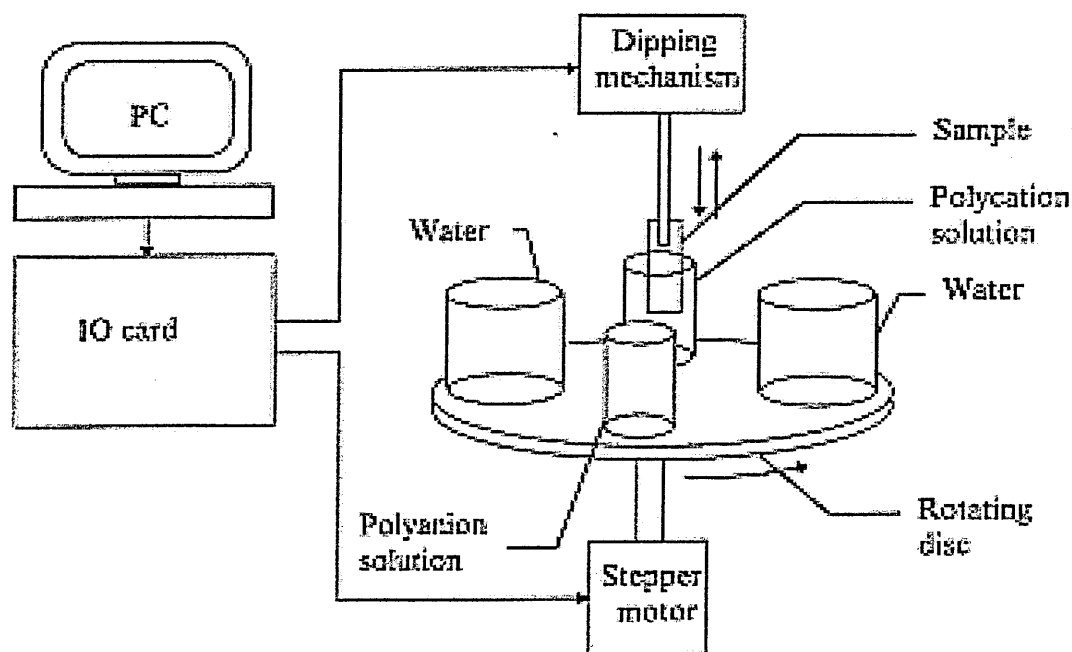 Dipping
mechanism
PC
Sample
Polycation
solution
Water
Water
IO card
Rotating
disc
Polyanion
solution
Stepper
motor